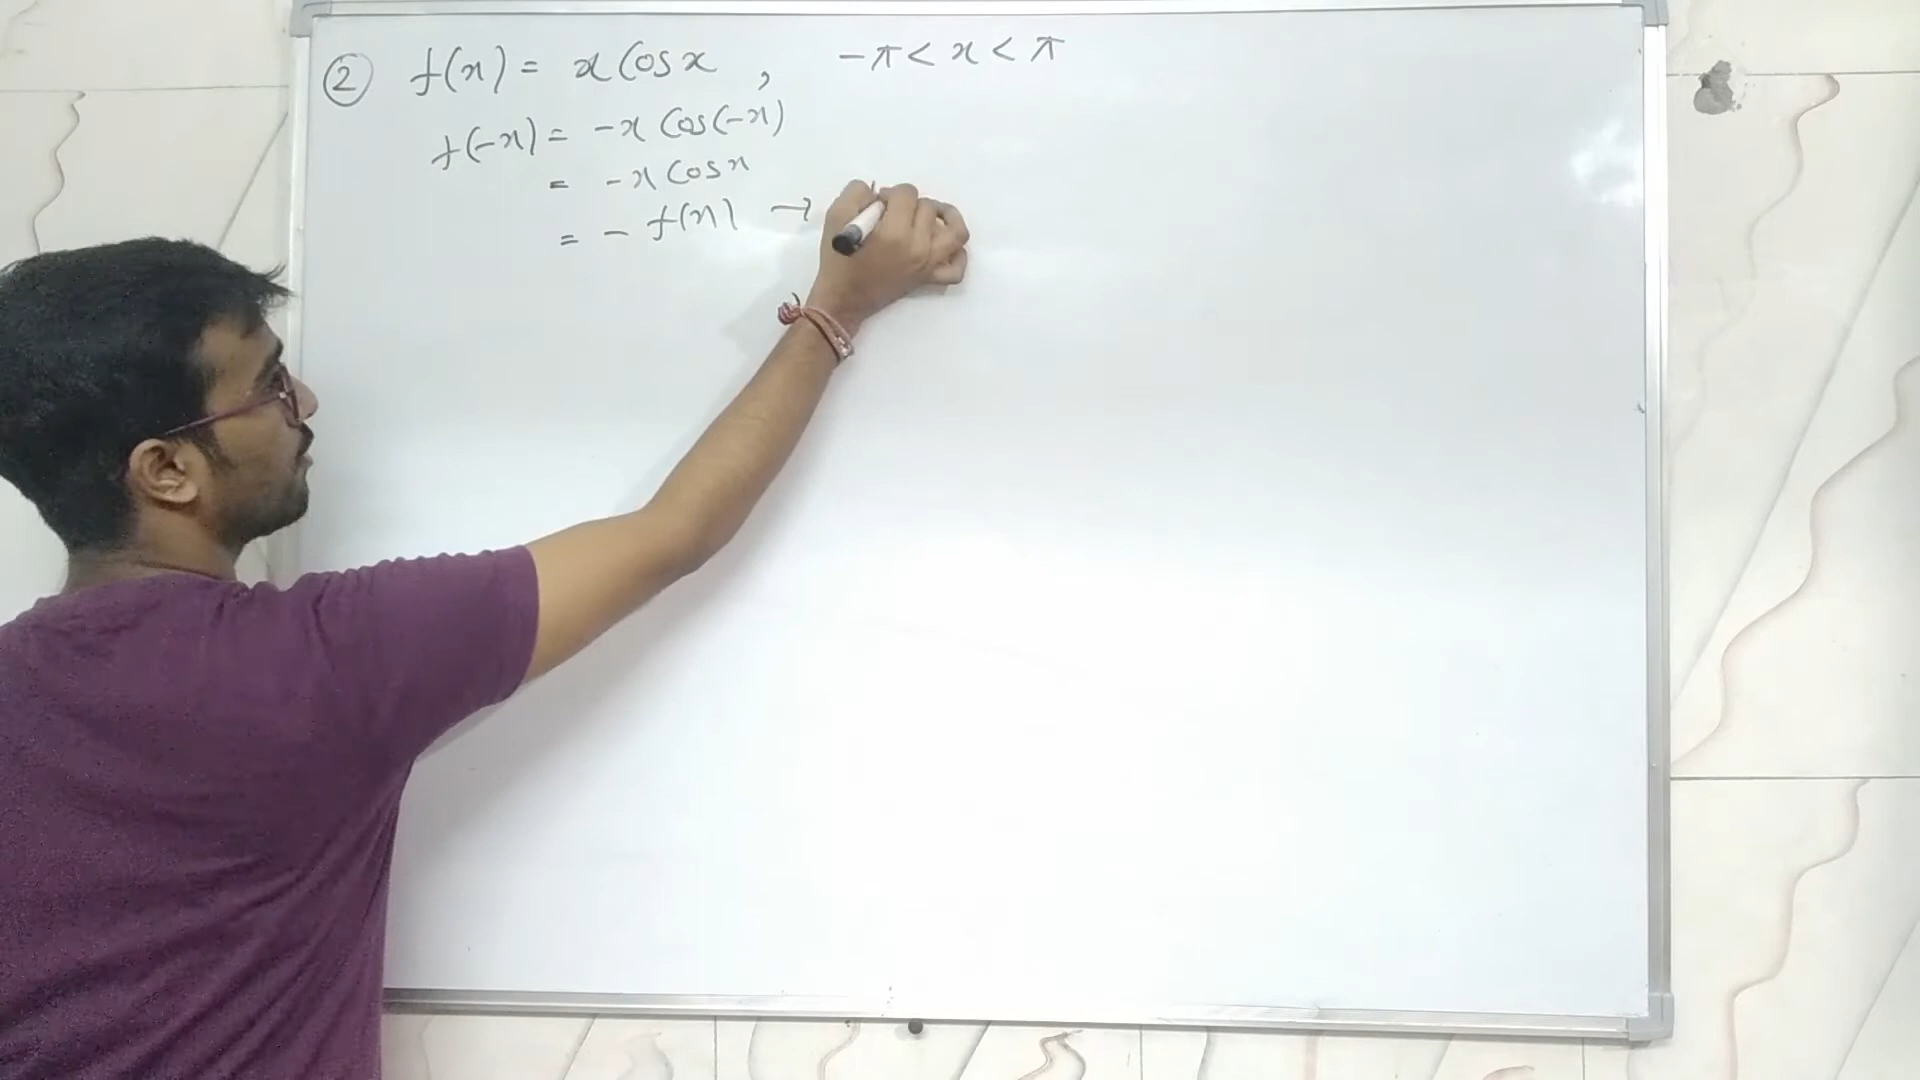 ② f(x) = x Cos x , -π < x < π
f(-x) = -x Cos(-x)
= -x Cos x
= - f(x) →